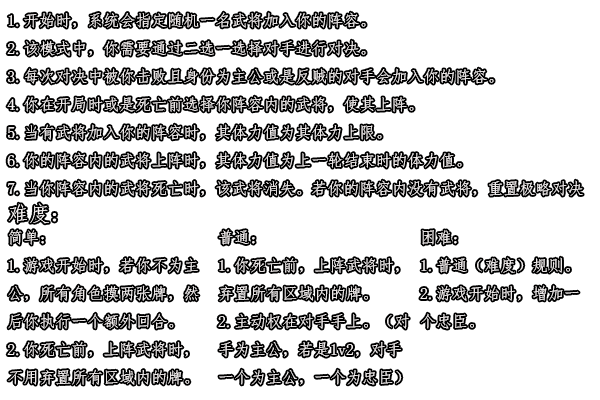 1.开始时，系统会指定随机一名武将加入你的阵容。
2.该模式中，你需要通过二选一选择对手进行对决。
3.每次对决中被你击败且身份为主公或是反贼的对手会加入你的阵容。
4.你在开局时或是死亡前选择你阵容内的武将，使其上阵。
5.当有武将加入你的阵容时，其体力值为其体力上限。
6.你的阵容内的武将上阵时，其体力值为上一轮结束时的体力值。
7.当你阵容内的武将死亡时，该武将消失。若你的阵容内没有武将，重置极略对决
难度：
简单：
1.游戏开始时，若你不为主
公，所有角色摸两张牌，然
后你执行一个额外回合。
2.你死亡前，上阵武将时，
不用弃置所有区域内的牌。
普通：
1.你死亡前，上阵武将时，
弃置所有区域内的牌。
2.主动权在对手手上。（对
手为主公，若是1v2，对手
一个为主公，一个为忠臣）
困难：
1.普通（难度）规则。
2.游戏开始时，增加一
个忠臣。